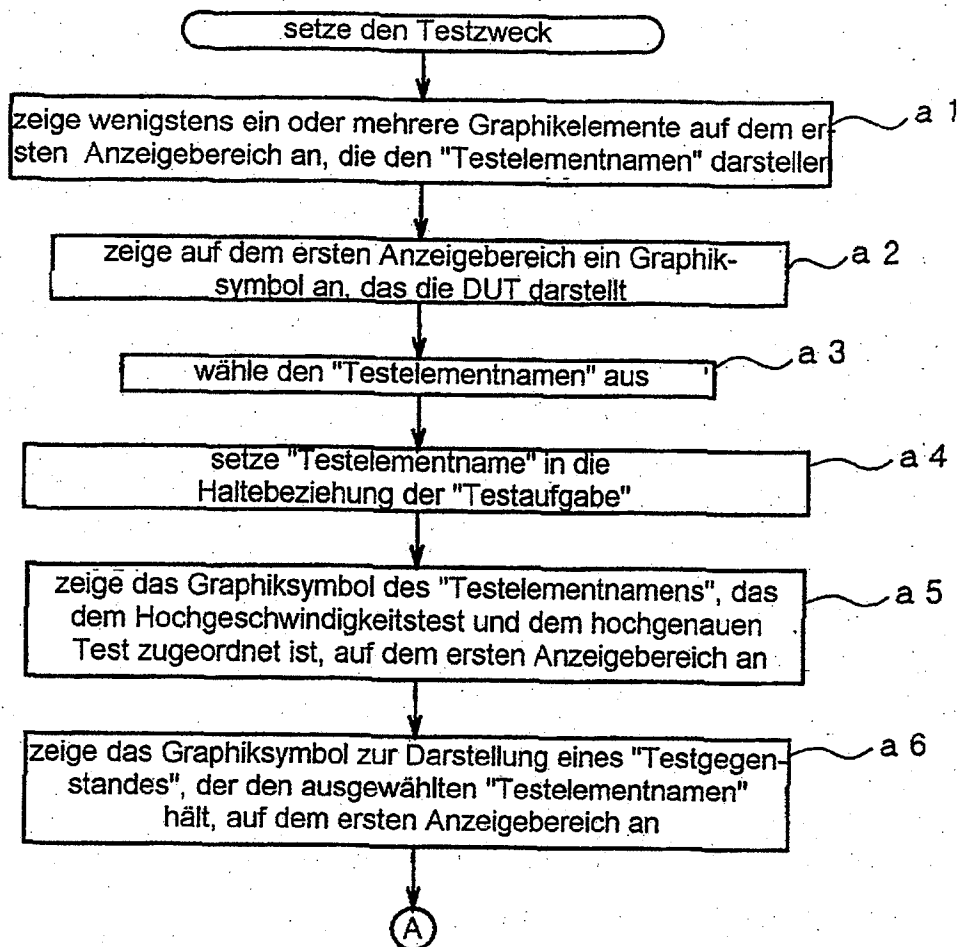 setze den Testzweck
zeige wenigstens ein oder mehrere Graphikelemente auf dem er-
sten Anzeigebereich an, die den "Testelementnamen" darsteller
a 1
zeige auf dem ersten Anzeigebereich ein Graphik-
symbol an, das die DUT darstellt
a 2
wähle den "Testelementnamen" aus
a 3
setze "Testelementname" in die
Haltebeziehung der "Testaufgabe"
a 4
zeige das Graphiksymbol des "Testelementnamens", das
dem Hochgeschwindigkeitstest und dem hochgenauen
Test zugeordnet ist, auf dem ersten Anzeigebereich an
a 5
zeige das Graphiksymbol zur Darstellung eines "Testgegen-
standes", der den ausgewählten "Testelementnamen"
hält, auf dem ersten Anzeigebereich an
a 6
A